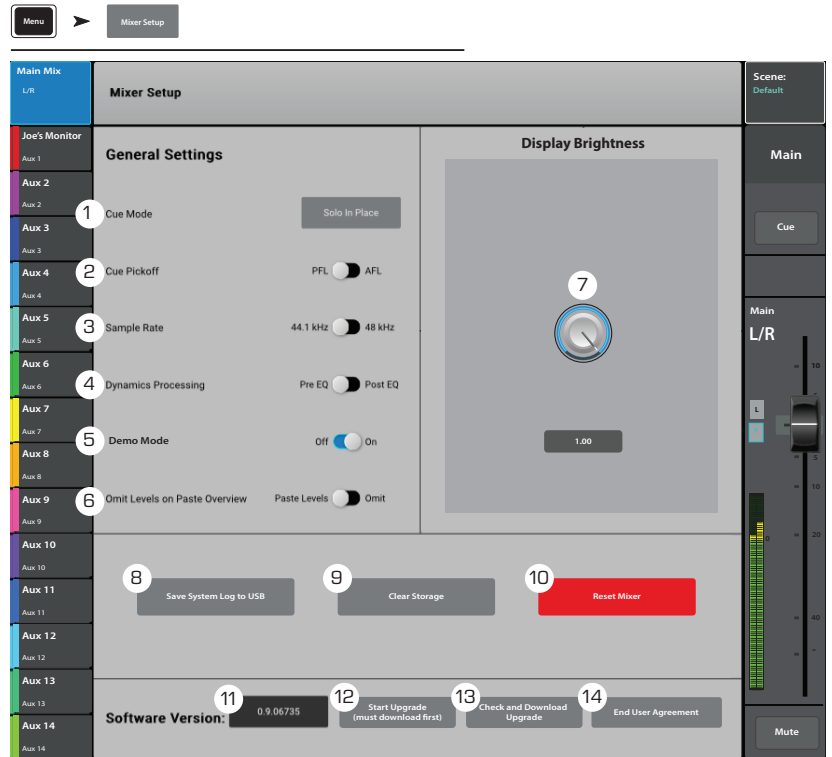 Menu
Mixer Setup
Main Mix
L/R
Mixer Setup
Scene:
Default
Joe's Monitor
Aux 1
Aux 2
Aux 2
Aux 3
Aux 3
Aux 4
Aux 4
Aux 5
Aux 5
Aux 6
Aux 6
Aux 7
Aux 7
Aux 8
Aux 8
Aux 9
Aux 9
Aux 10
Aux 10
Aux 11
Aux 11
Aux 12
Aux 12
Aux 13
Aux 13
Aux 14
Aux 14
General Settings
1 Cue Mode Solo In Place
2 Cue Pickoff PFL AFL
3 Sample Rate 44.1 kHz 48 kHz
4 Dynamics Processing Pre EQ Post EQ
5 Demo Mode Off On
6 Omit Levels on Paste Overview Paste Levels Omit
Display Brightness
7
1.00
8 Save System Log to USB
9 Clear Storage
10 Reset Mixer
Software Version:
11 0.9.06735
12 Start Upgrade
(must download first)
13 Check and Download
Upgrade
14 End User Agreement
Main
Cue
Main
L/R
10
L
5
10
0
20
40
Mute